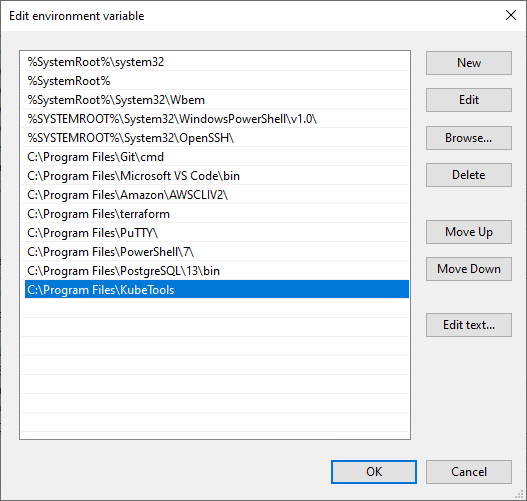 Edit environment variable
%SystemRoot%\system32
%SystemRoot%
%SystemRoot%\System32\Wbem
%SYSTEMROOT%\System32\WindowsPowerShell\v1.0\
%SYSTEMROOT%\System32\OpenSSH\
C:\Program Files\Git\cmd
C:\Program Files\Microsoft VS Code\bin
C:\Program Files\Amazon\AWSCLIV2\
C:\Program Files\terraform
C:\Program Files\PuTTY\
C:\Program Files\PowerShell\7\
C:\Program Files\PostgreSQL\13\bin
C:\Program Files\KubeTools
New
Edit
Browse...
Delete
Move Up
Move Down
Edit text...
OK
Cancel